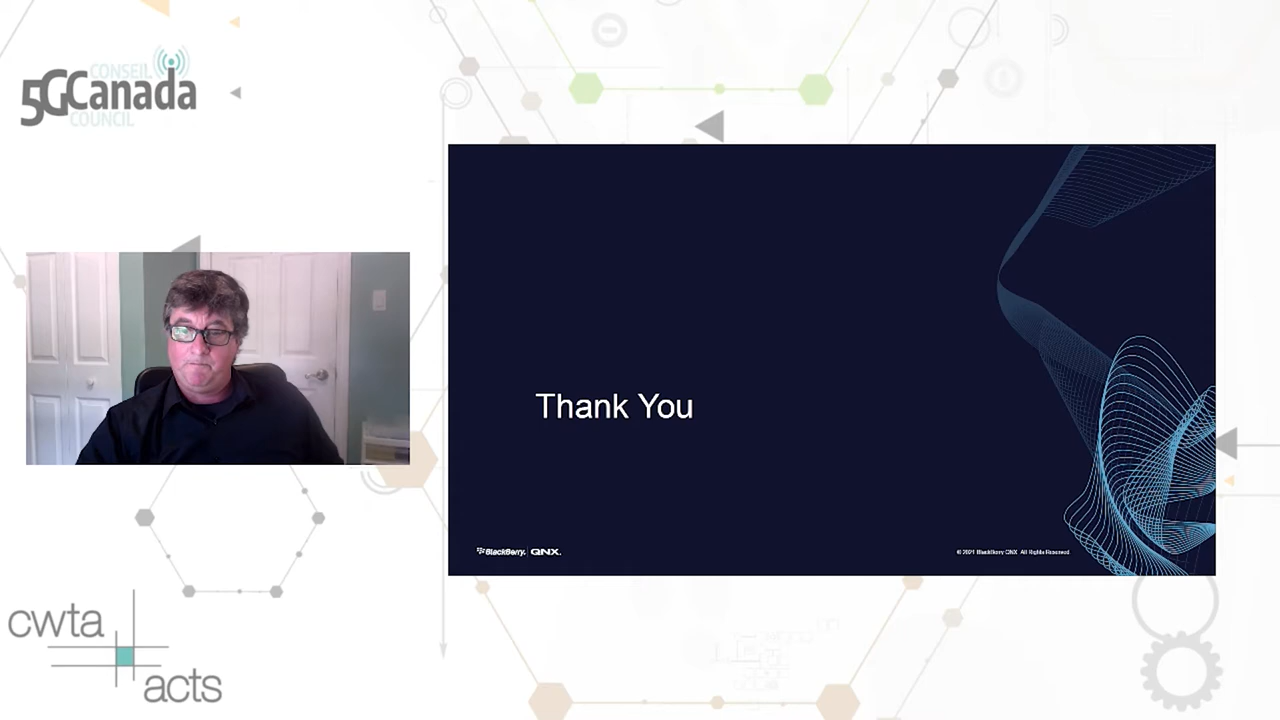 CONSEIL
5GCanada
COUNCIL
Thank You
BlackBerry. QNX.
© 2021 BlackBerry QNX. All Rights Reserved.
cwta
acts